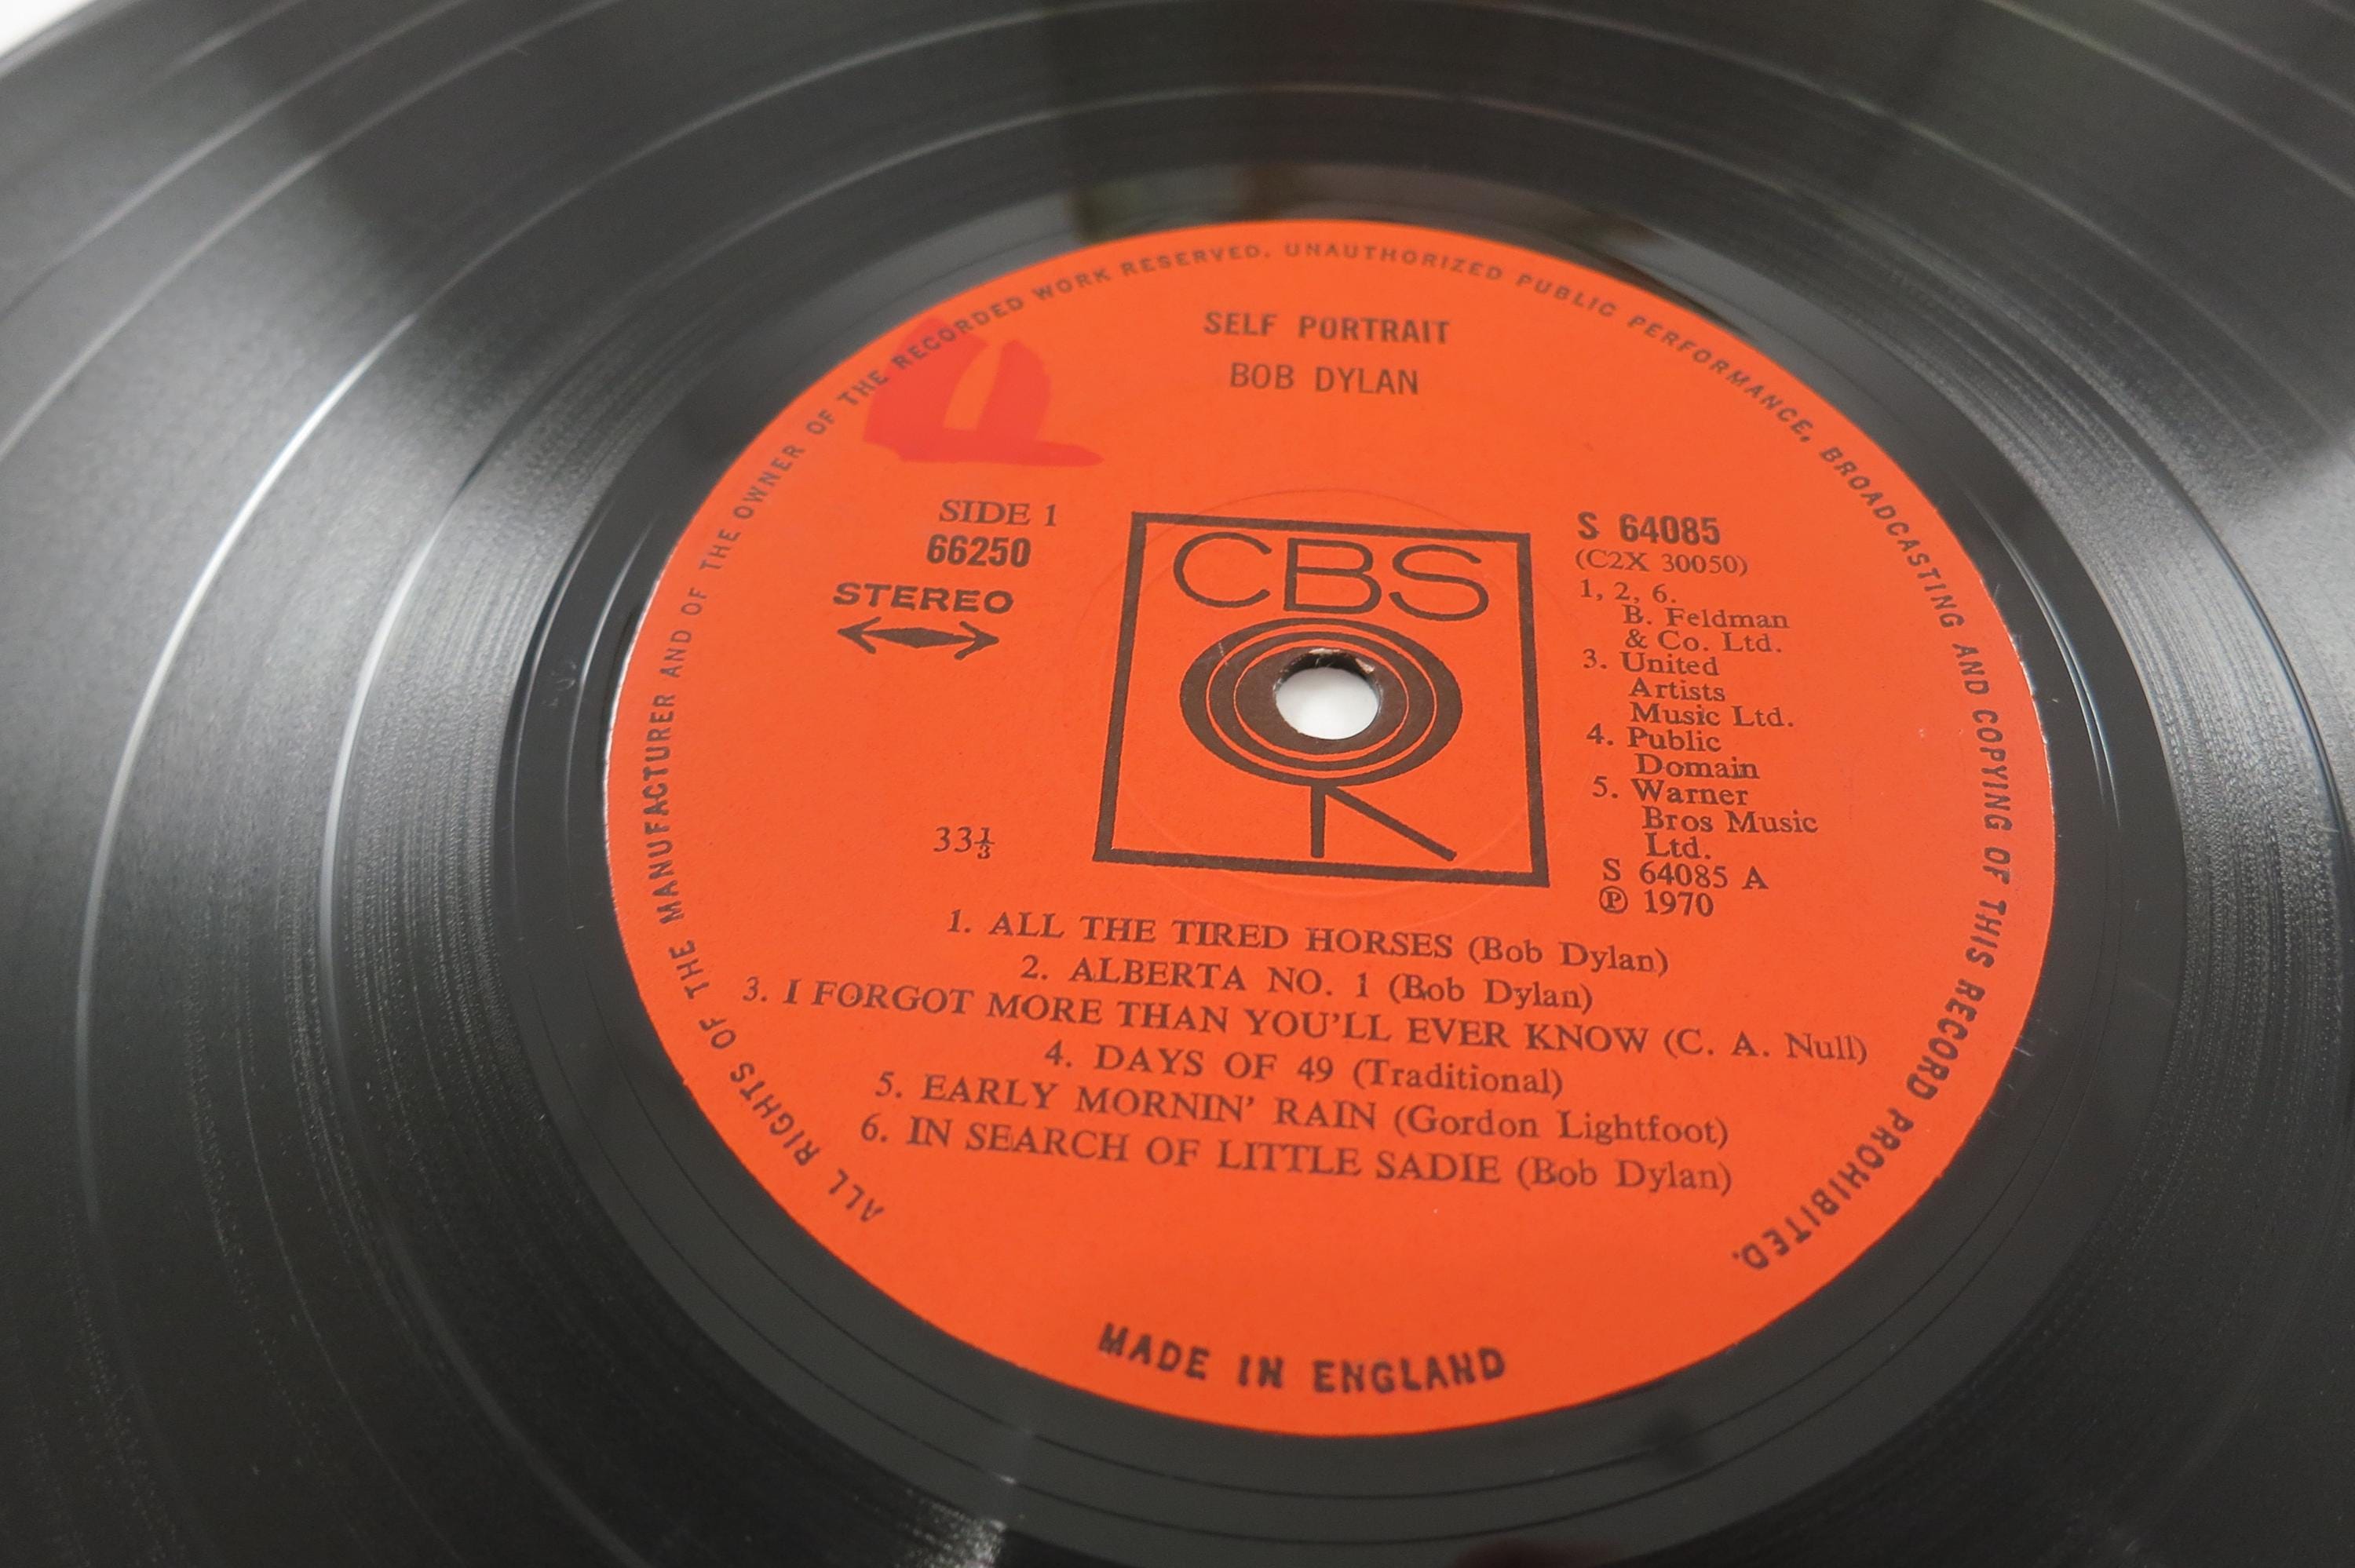 ALL RIGHTS OF THE MANUFACTURER AND OF THE OWNER OF THE RECORDED WORK RESERVED. UNAUTHORIZED PUBLIC PERFORMANCE, BROADCASTING AND COPYING OF THIS RECORD PROHIBITED.
SELF PORTRAIT
BOB DYLAN
SIDE 1
66250
STEREO
33⅓
CBS
S 64085
(C2X 30050)
1, 2, 6.
B. Feldman
& Co. Ltd.
3. United
Artists
Music Ltd.
4. Public
Domain
5. Warner
Bros Music
Ltd.
S 64085 A
Ⓟ 1970
1. ALL THE TIRED HORSES (Bob Dylan)
2. ALBERTA NO. 1 (Bob Dylan)
3. I FORGOT MORE THAN YOU'LL EVER KNOW (C. A. Null)
4. DAYS OF 49 (Traditional)
5. EARLY MORNIN' RAIN (Gordon Lightfoot)
6. IN SEARCH OF LITTLE SADIE (Bob Dylan)
MADE IN ENGLAND